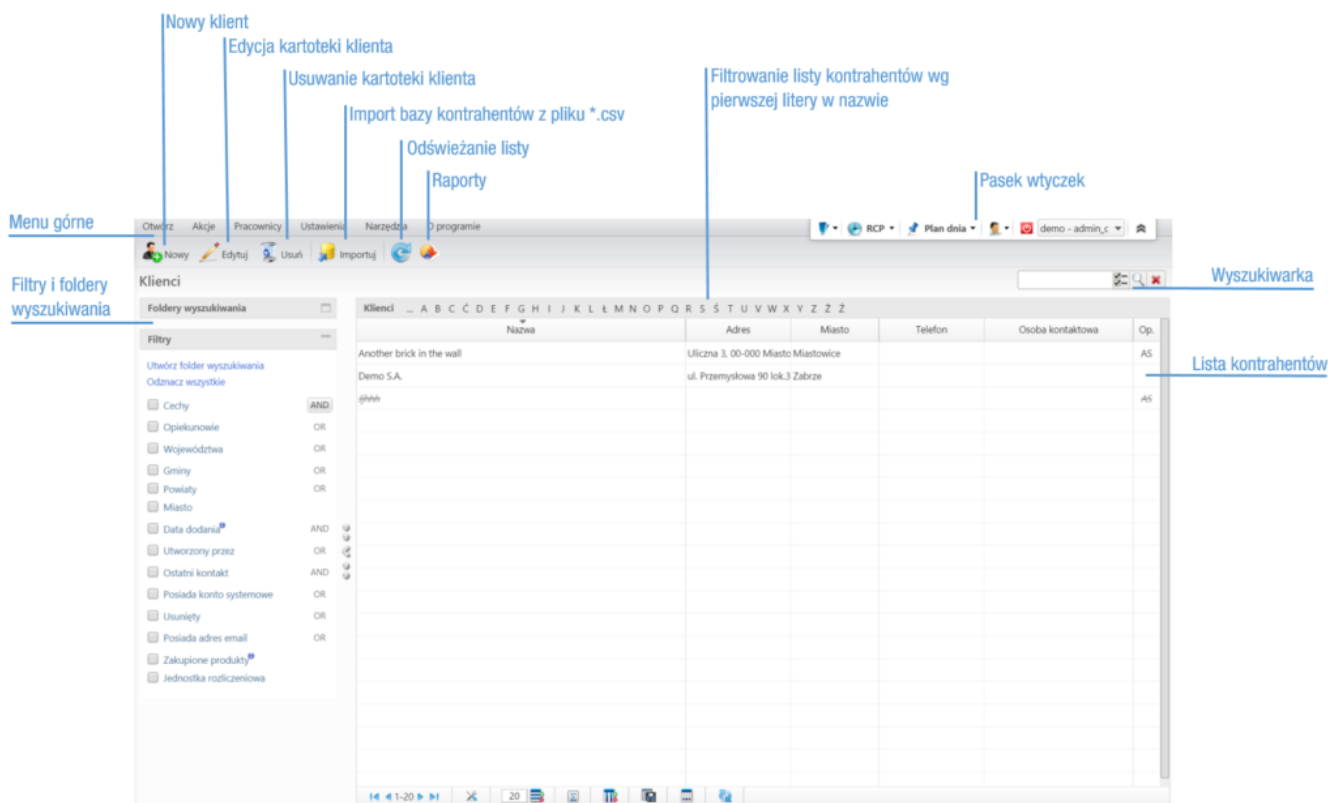 Nowy klient
Edycja kartoteki klienta
Usuwanie kartoteki klienta
Filtrowanie listy kontrahentów wg
pierwszej litery w nazwie
Import bazy kontrahentów z pliku *.csv
Odświeżanie listy
Raporty
Pasek wtyczek
Menu górne
Otwórz Akcje Pracownicy Ustawienia Narzędzia O programie
RCP Plan dnia demo - admin_c
Nowy Edytuj Usuń Importuj
Klienci
Wyszukiwarka
Filtry i foldery
wyszukiwania
Foldery wyszukiwania
Klienci ... A B C Ć D E F G H I J K L Ł M N O P Q R S Ś T U V W X Y Z Ż Ź
Filtry
Nazwa Adres Miasto Telefon Osoba kontaktowa Op.
Another brick in the wall Uliczna 3, 00-000 Miasto Miastowice AS
Utwórz folder wyszukiwania
Lista kontrahentów
Demo S.A. ul. Przemysłowa 90 lok.3 Zabrze
Odznacz wszystkie
AS
Cechy AND
Opiekunowie OR
Województwa OR
Gminy OR
Powiaty OR
Miasto
Data dodania AND
Utworzony przez OR
Ostatni kontakt AND
Posiada konto systemowe OR
Usunięty OR
Posiada adres email OR
Zakupione produkty
Jednostka rozliczeniowa
1-20 20